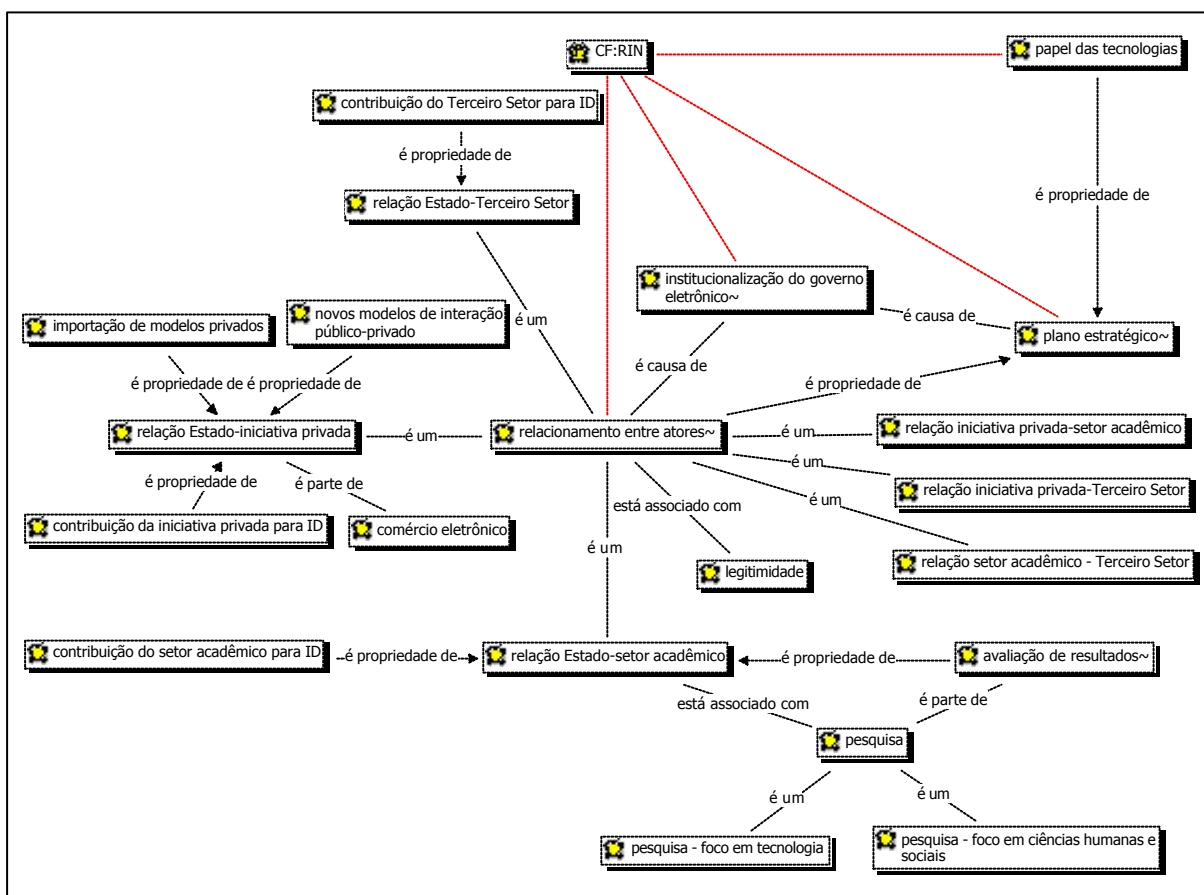 CF:RIN
papel das tecnologias
contribuição do Terceiro Setor para ID
é propriedade de
relação Estado-Terceiro Setor
é propriedade de
institucionalização do governo
eletrônico~
importação de modelos privados
novos modelos de interação
público-privado
é um
é causa de
plano estratégico~
é causa de
é propriedade de
é propriedade de
é propriedade de
relação Estado-iniciativa privada
é um
relacionamento entre atores~
é um
relação iniciativa privada-setor acadêmico
é um
é propriedade de
é parte de
está associado com
relação iniciativa privada-Terceiro Setor
é um
contribuição da iniciativa privada para ID
comércio eletrônico
é um
legitimidade
relação setor acadêmico - Terceiro Setor
contribuição do setor acadêmico para ID
é propriedade de
relação Estado-setor acadêmico
é propriedade de
avaliação de resultados~
está associado com
é parte de
pesquisa
é um
é um
pesquisa - foco em tecnologia
pesquisa - foco em ciências humanas e
sociais